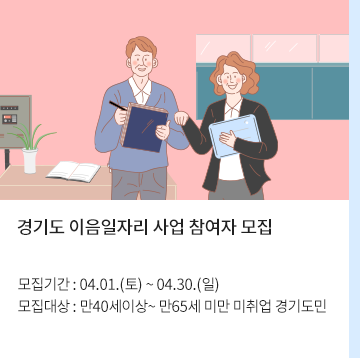 경기도 이음일자리 사업 참여자 모집
모집기간 : 04.01.(토) ~ 04.30.(일)
모집대상 : 만40세이상~ 만65세 미만 미취업 경기도민